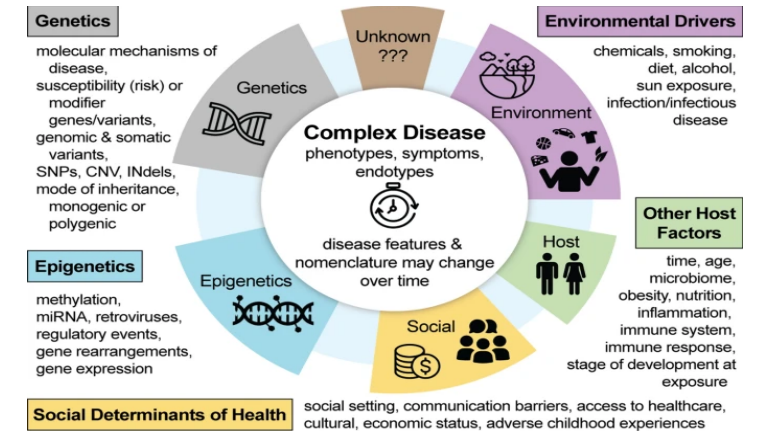 Genetics
molecular mechanisms of
disease,
susceptibility (risk) or
modifier
genes/variants,
genomic & somatic
variants,
SNPs, CNV, INdels,
mode of inheritance,
monogenic or
polygenic
Epigenetics
methylation,
miRNA, retroviruses,
regulatory events,
gene rearrangements,
gene expression
Unknown
???
Genetics
Environment
Complex Disease
phenotypes, symptoms,
endotypes
disease features &
nomenclature may change
over time
Host
Epigenetics
Social
$
Environmental Drivers
chemicals, smoking,
diet, alcohol,
sun exposure,
infection/infectious
disease
Other Host
Factors
time, age,
microbiome,
obesity, nutrition,
inflammation,
immune system,
immune response,
stage of development at
exposure
Social Determinants of Health
social setting, communication barriers, access to healthcare,
cultural, economic status, adverse childhood experiences